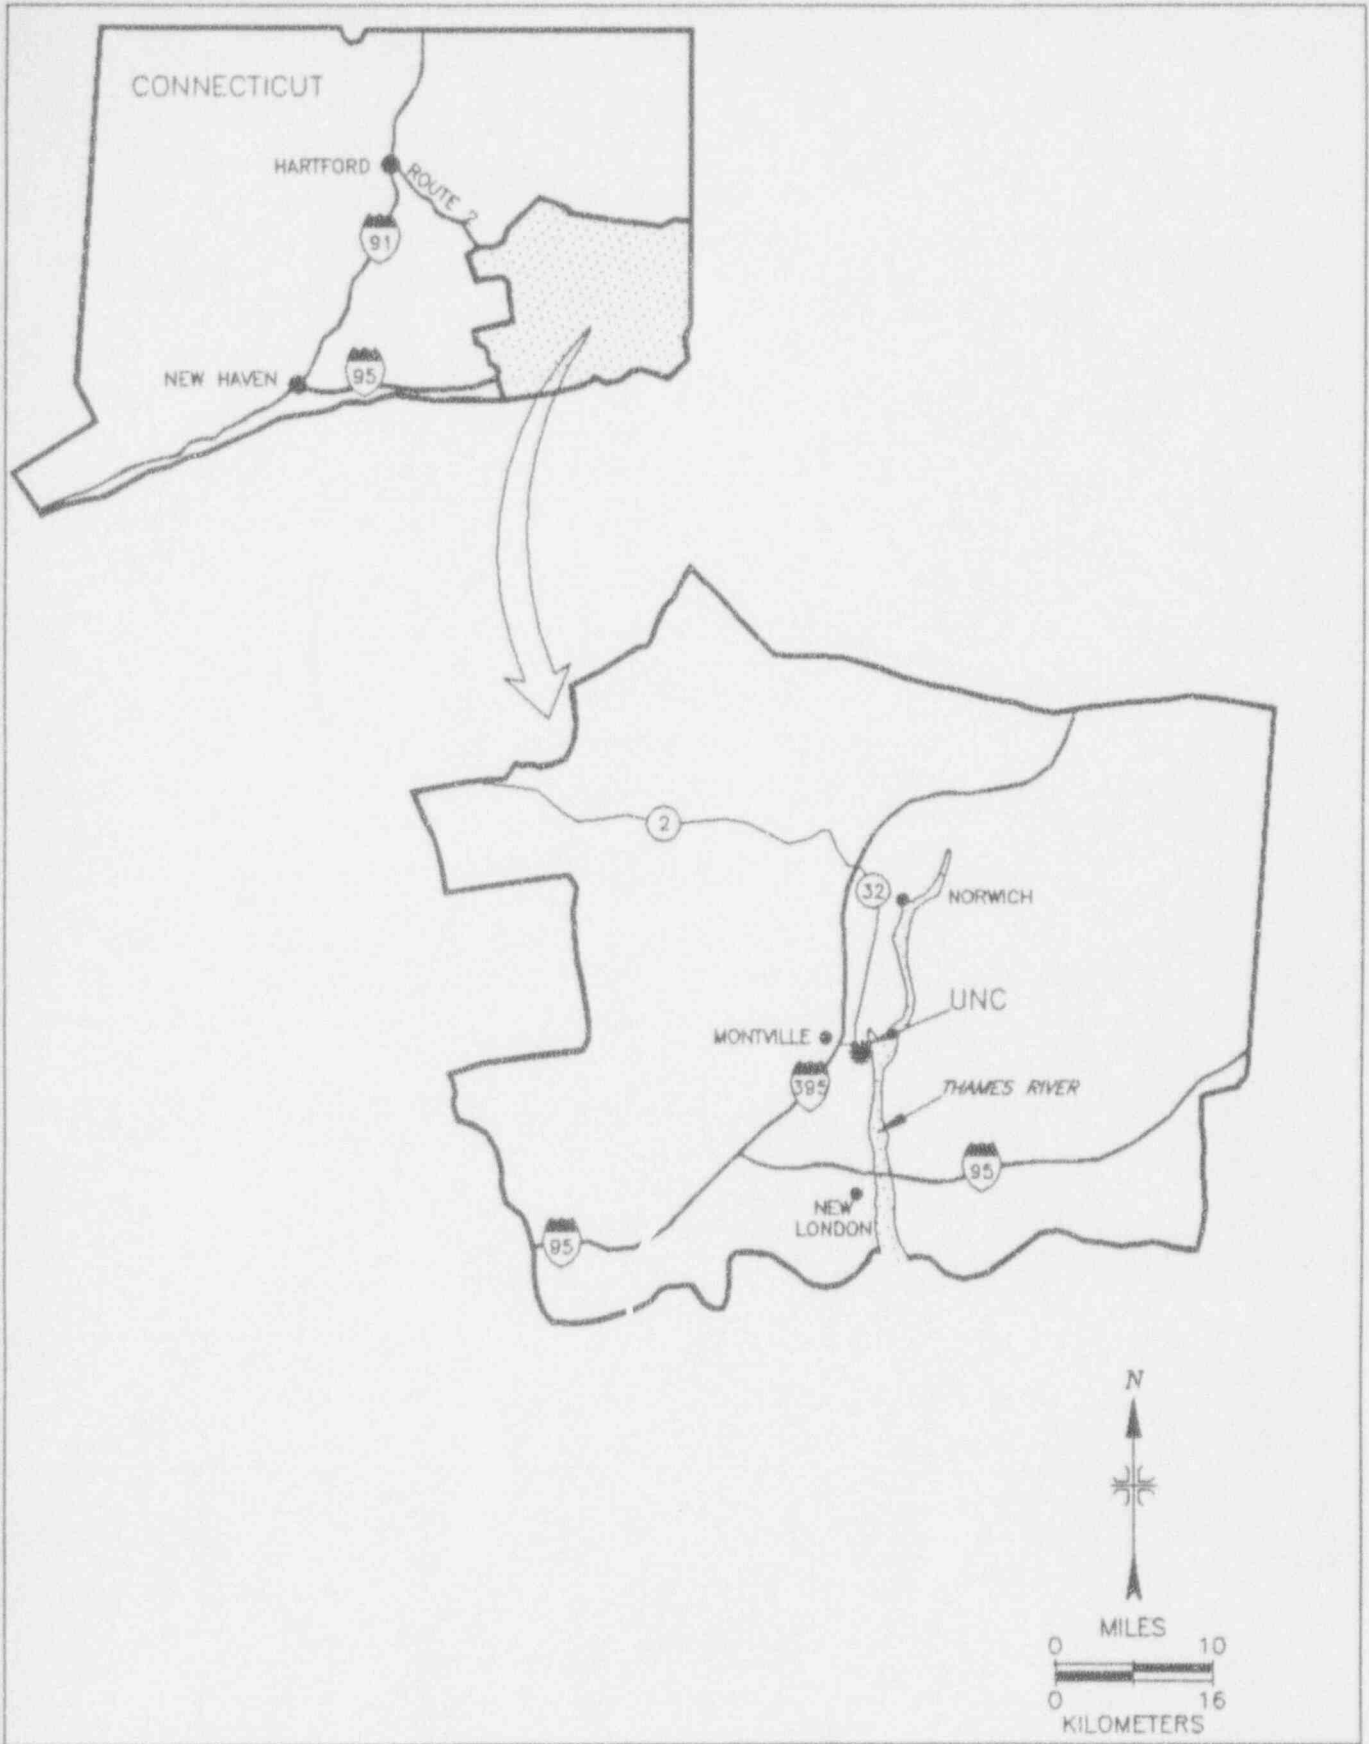 CONNECTICUT
HARTFORD
ROUTE 2
91
NEW HAVEN
95
2
32
NORWICH
UNC
MONTVILLE
395
THAMES RIVER
95
NEW
LONDON
95
N
MILES
0 10
0 16
KILOMETERS